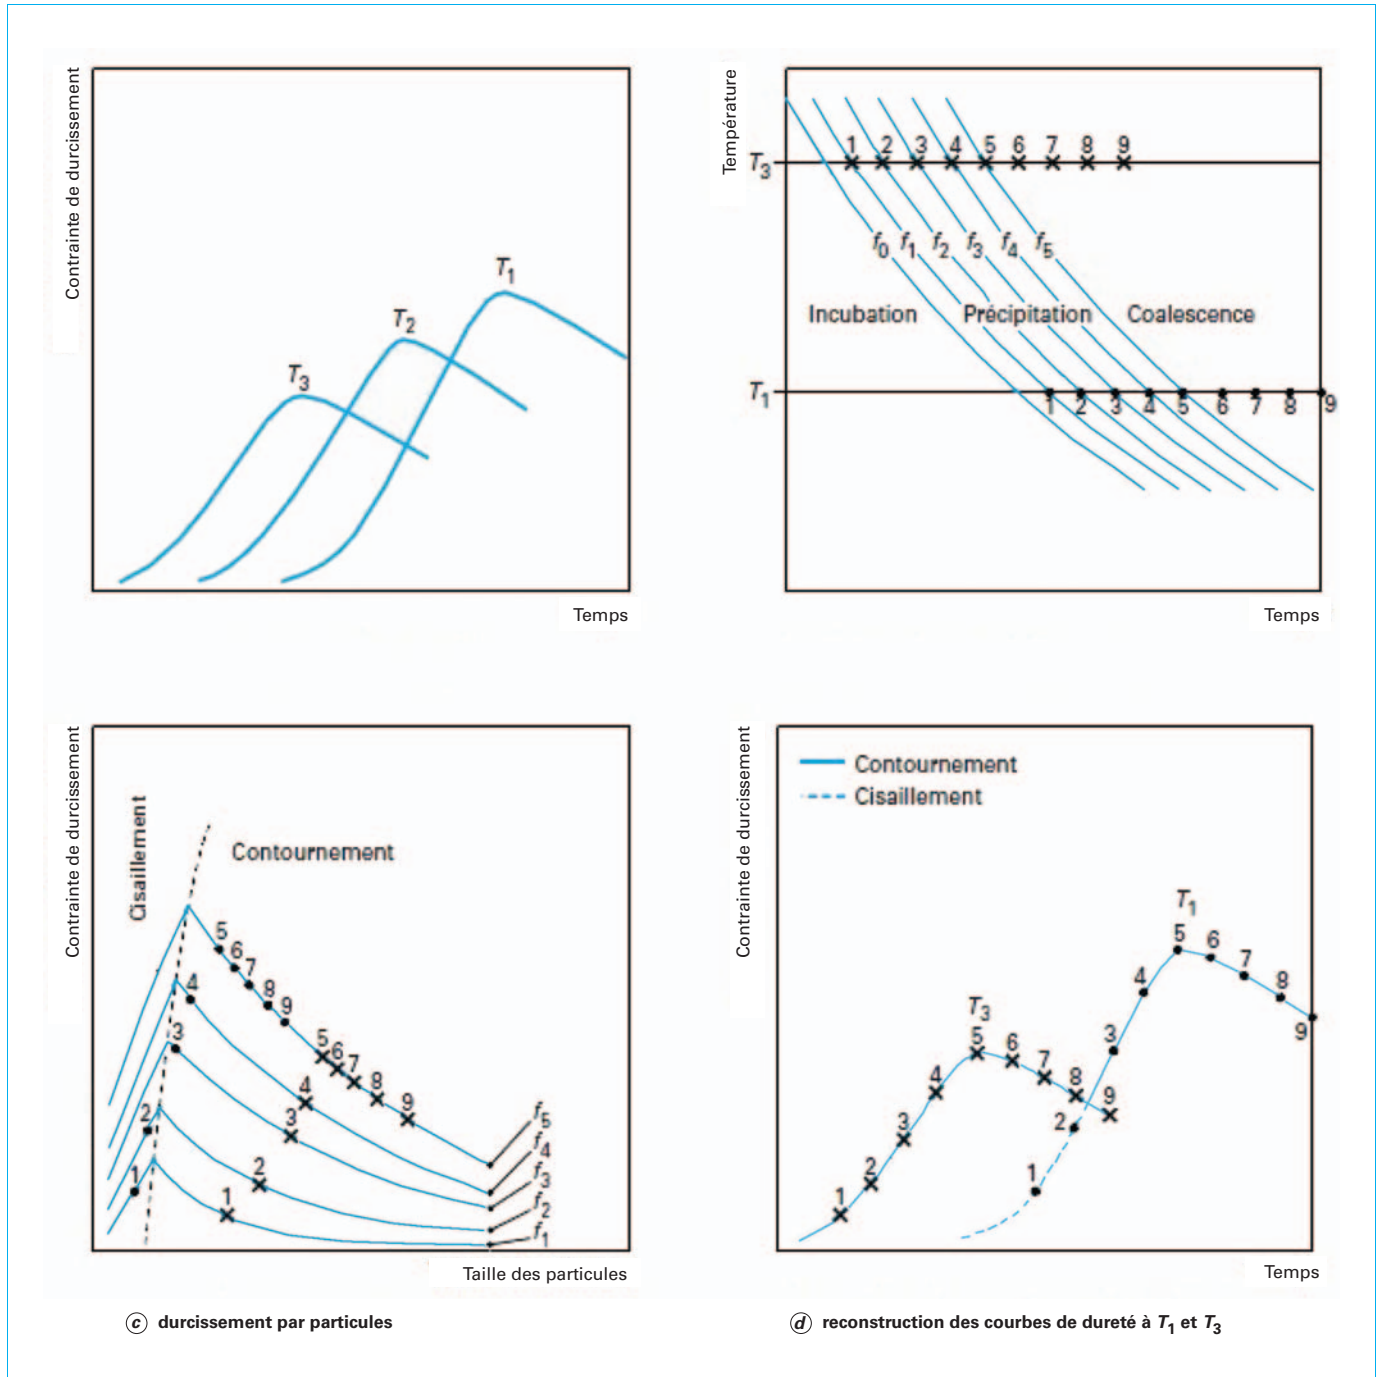 Contrainte de durcissement
T1
T2
T3
Temps
Température
T3
1 2 3 4 5 6 7 8 9
f0 f1 f2 f3 f4 f5
Incubation Précipitation Coalescence
T1
1 2 3 4 5 6 7 8 9
Temps
Contrainte de durcissement
Cisaillement
Contournement
5
6
7
8
9
4
3
2
1
5
6
7
8
9
4
3
2
1
f5
f4
f3
f2
f1
Taille des particules
c durcissement par particules
Contrainte de durcissement
Contournement
Cisaillement
T1
5
6
7
8
9
4
3
2
1
T3
5
6
7
8
9
4
3
2
1
Temps
d reconstruction des courbes de dureté à T1 et T3